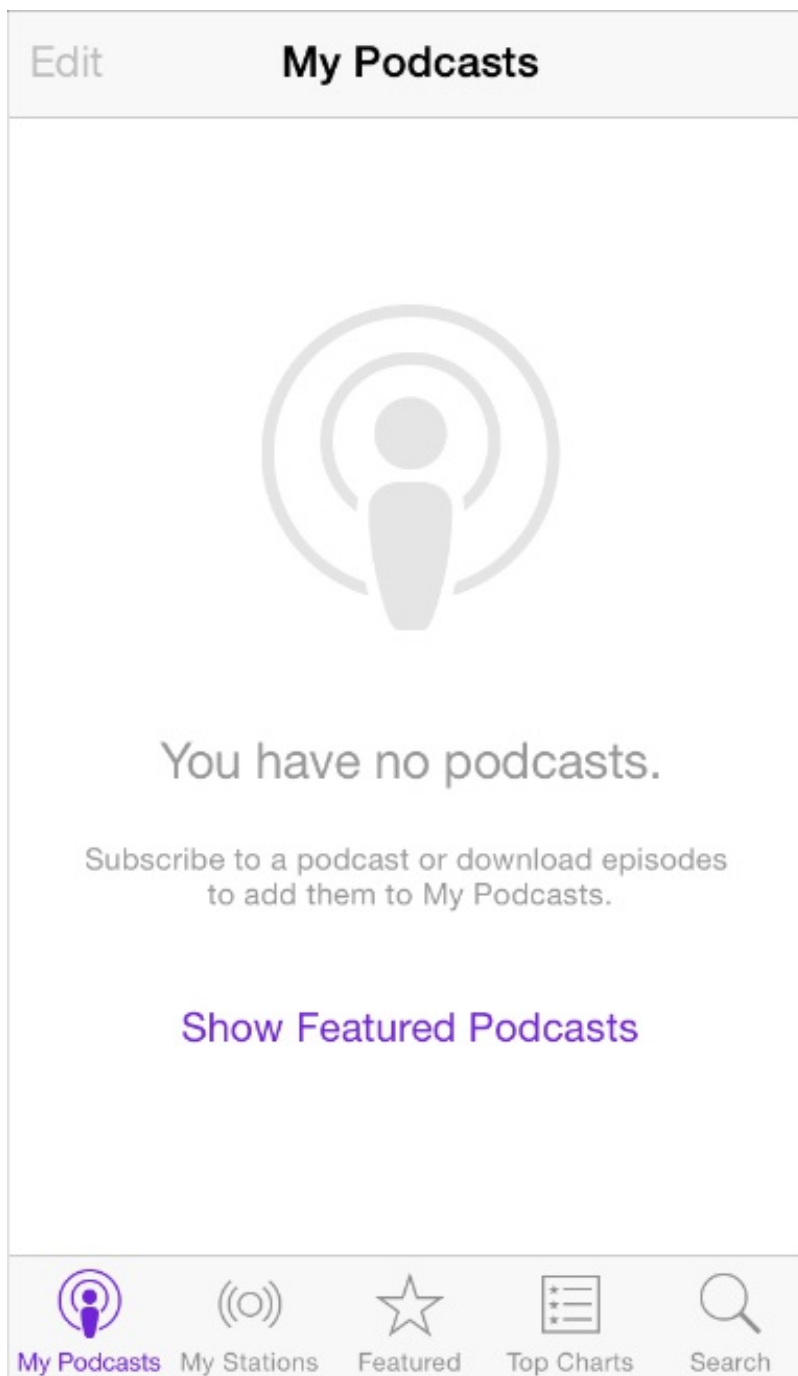 Edit
My Podcasts
You have no podcasts.
Subscribe to a podcast or download episodes
to add them to My Podcasts.
Show Featured Podcasts
My Podcasts
My Stations
Featured
Top Charts
Search